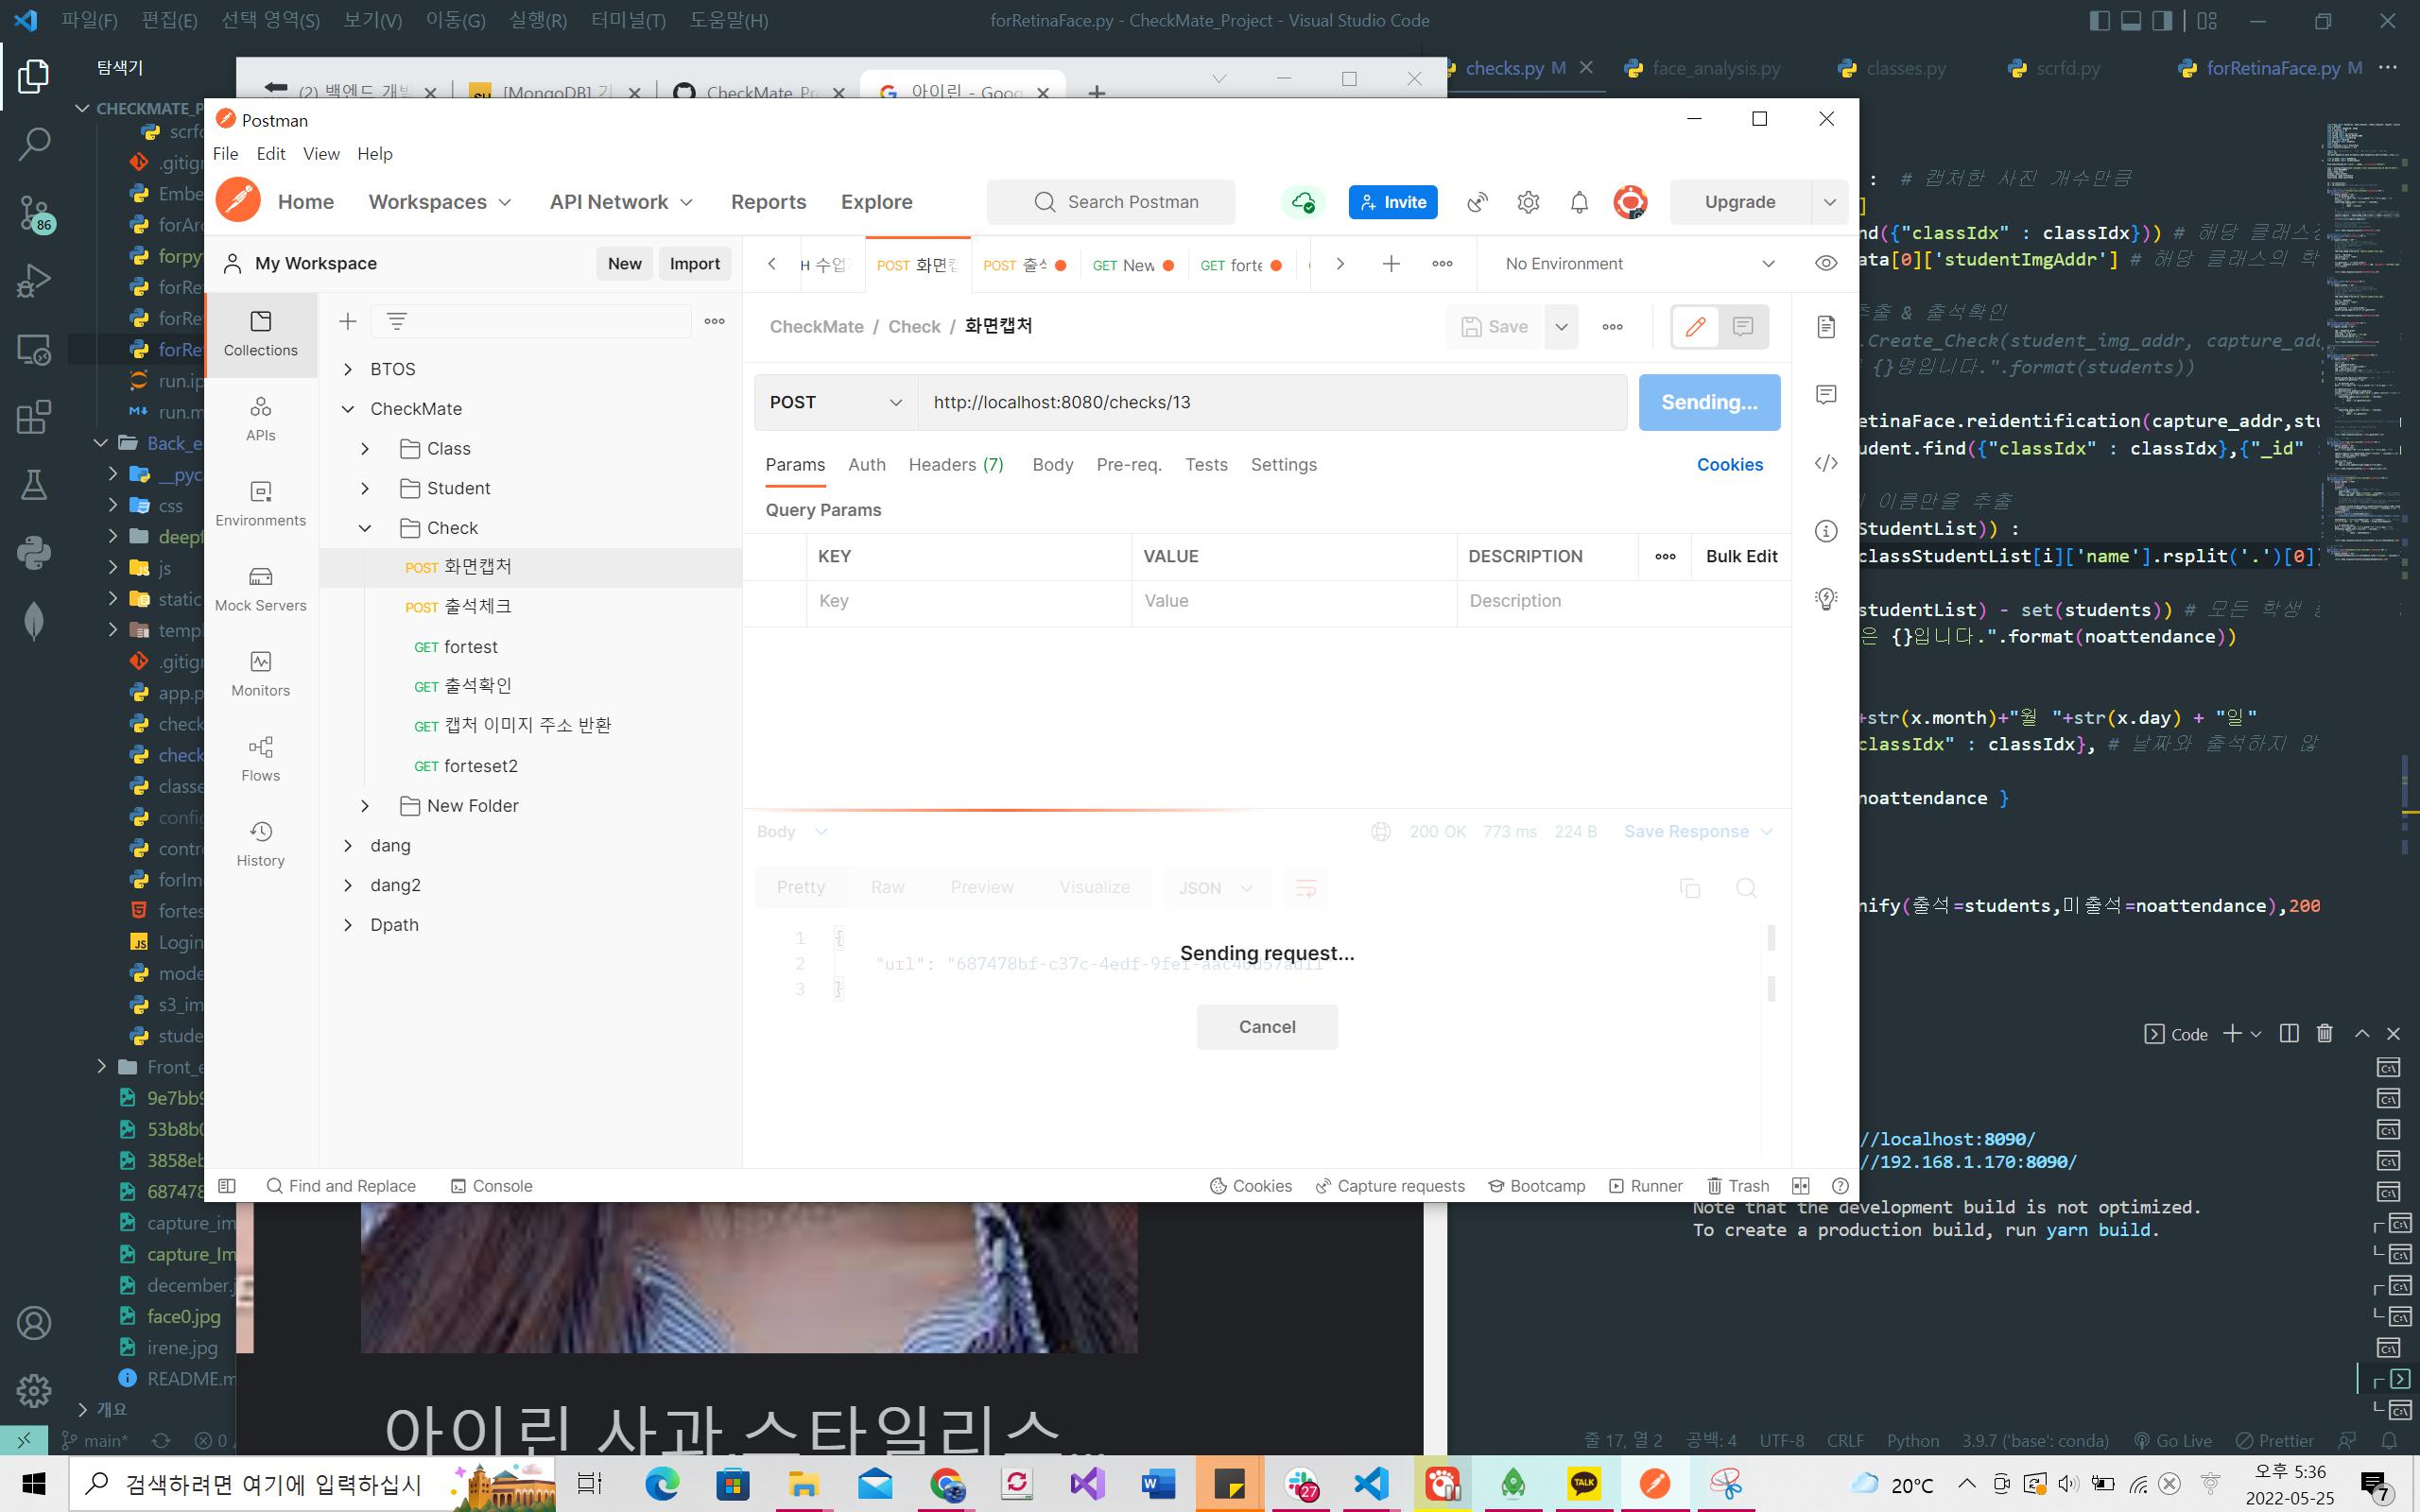 파일(F) 편집(E) 선택 영역(S) 보기(V) 이동(G) 실행(R) 터미널(T) 도움말(H)
forRetinaFace.py - CheckMate_Project - Visual Studio Code
탐색기
CHECKMATE_P
scrfd
.gitig
Embe
forAr
forpy
forRe
forRe
forRe
run.ip
run.m
Back_e
__pyc
css
deepf
js
static
temp
.gitig
app.p
check
check
classe
config
contr
forIm
fortes
Login
mode
s3_im
stude
Front_e
9e7bb9
53b8b0
3858eb
687478
capture_im
capture_Im
december.j
face0.jpg
irene.jpg
README.m
개요
86
main*
0
(2) 백엔드 개발
[MongoDB] 기
CheckMate_Pr
아이린 - Goog
checks.py M
face_analysis.py
classes.py
scrfd.py
forRetinaFace.py M
Postman
File Edit View Help
Home Workspaces API Network Reports Explore
Search Postman
Invite
Upgrade
My Workspace
New Import
수업
POST 화면캡
POST 출석
GET New
GET forte
No Environment
Collections
APIs
Environments
Mock Servers
Monitors
Flows
History
BTOS
CheckMate
Class
Student
Check
POST 화면캡처
POST 출석체크
GET fortest
GET 출석확인
GET 캡처 이미지 주소 반환
GET forteset2
New Folder
dang
dang2
Dpath
CheckMate / Check / 화면캡처
Save
POST
http://localhost:8080/checks/13
Sending...
Params Auth Headers (7) Body Pre-req. Tests Settings
Cookies
Query Params
KEY VALUE DESCRIPTION
Bulk Edit
Key Value Description
Body
200 OK 773 ms 224 B Save Response
Pretty Raw Preview Visualize JSON
1 {
2 "url":
3 }
Sending request...
Cancel
Find and Replace Console
Cookies Capture requests Bootcamp Runner Trash
: # 캡처한 사진 개수만큼
]
nd({"classIdx" : classIdx})) # 해당 클래스
ata[0]['studentImgAddr'] # 해당 클래스의 학
추출 & 출석확인
.Create_Check(student_img_addr, capture_add
{}명입니다.".format(students))
etinaFace.reidentification(capture_addr,stu
udent.find({"classIdx" : classIdx},{"_id" :
이름만을 추출
StudentList)) :
classStudentList[i]['name'].rsplit('.')[0])
studentList) - set(students)) # 모든 학생 중
은 {}입니다.".format(noattendance))
+str(x.month)+"월 "+str(x.day) + "일"
classIdx" : classIdx}, # 날짜와 출석하지 않
noattendance }
nify(출석=students,미출석=noattendance),200
Code
//localhost:8090/
//192.168.1.170:8090/
Note that the development build is not optimized.
To create a production build, run yarn build.
아이린 사과,스타일리스...
줄 17, 열 2 공백: 4 UTF-8 CRLF Python 3.9.7 ('base': conda) Go Live Prettier
검색하려면 여기에 입력하십시
27
TALK
20°C
오후 5:36
2022-05-25
7